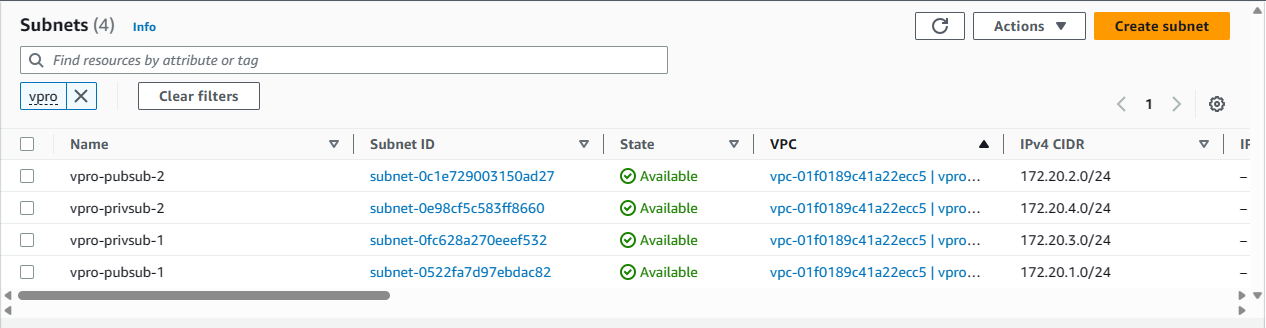 Subnets (4) Info
Actions Create subnet
Find resources by attribute or tag
vpro Clear filters
1
Name Subnet ID State VPC IPv4 CIDR IP
vpro-pubsub-2 subnet-0c1e729003150ad27 Available vpc-01f0189c41a22ecc5 | vpro… 172.20.2.0/24 –
vpro-privsub-2 subnet-0e98cf5c583ff8660 Available vpc-01f0189c41a22ecc5 | vpro… 172.20.4.0/24 –
vpro-privsub-1 subnet-0fc628a270eeef532 Available vpc-01f0189c41a22ecc5 | vpro… 172.20.3.0/24 –
vpro-pubsub-1 subnet-0522fa7d97ebdac82 Available vpc-01f0189c41a22ecc5 | vpro… 172.20.1.0/24 –